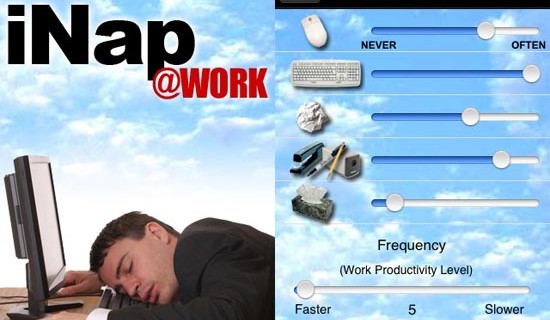 iNap
@WORK
NEVER
OFTEN
Frequency
(Work Productivity Level)
Faster
5
Slower